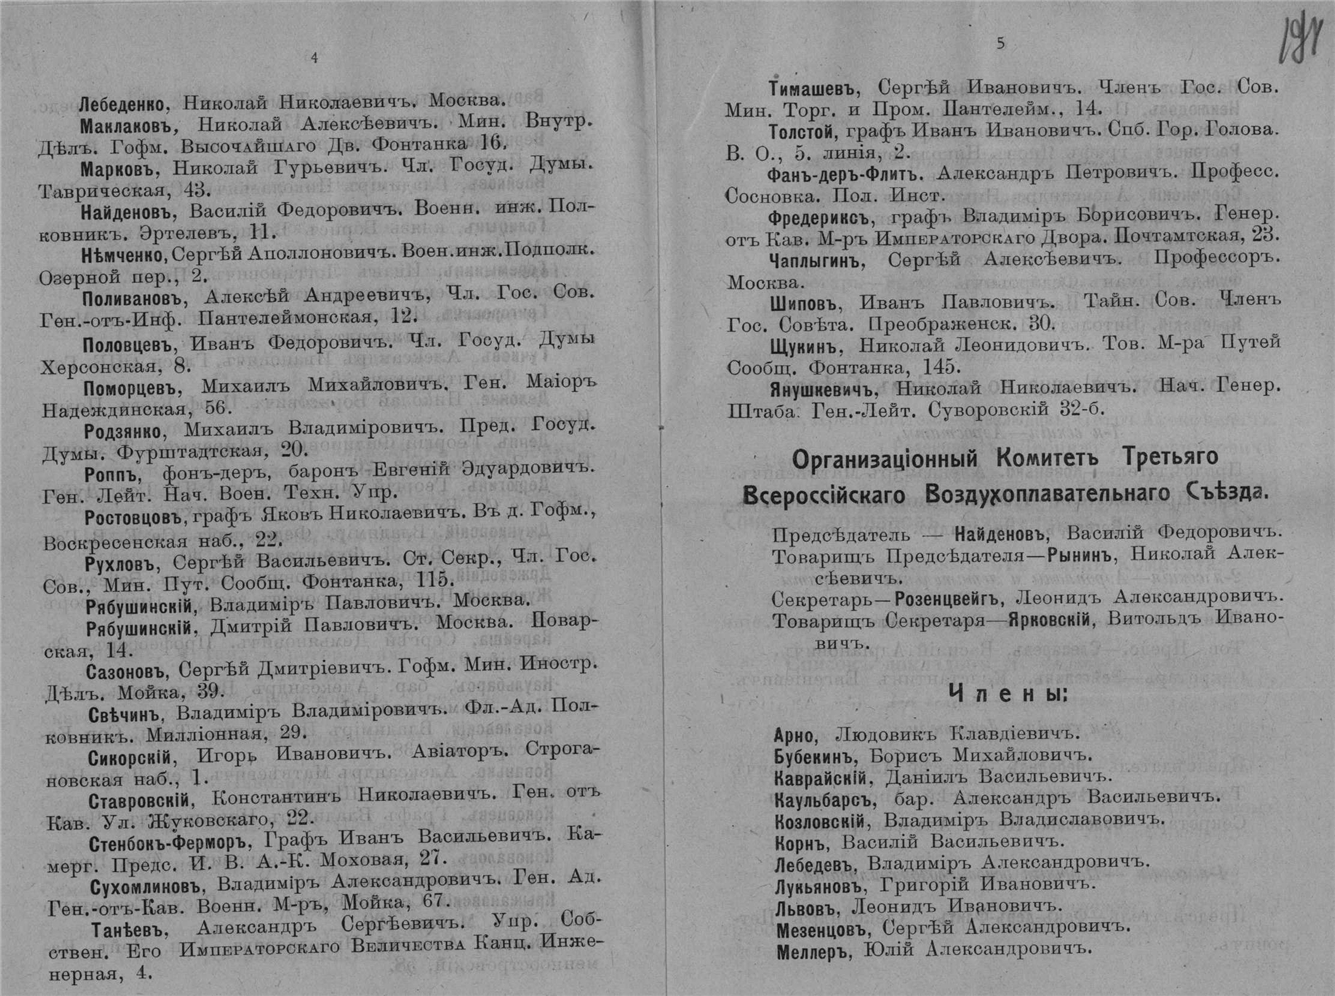 4
Лебеденко, Николай Николаевичъ. Москва.
Маклаковъ, Николай Алексѣевичъ. Мин. Внутр.
Дѣлъ. Гофм. Высочайшаго Дв. Фонтанка 16.
Марковъ, Николай Гурьевичъ. Чл. Госуд. Думы.
Таврическая, 43.
Найденовъ, Василій Федоровичъ. Военн. инж. Пол-
ковникъ. Эртелевъ, 11.
Нѣмченко, Сергѣй Аполлоновичъ. Воен. инж. Подполк.
Озерной пер., 2.
Поливановъ, Алексѣй Андреевичъ, Чл. Гос. Сов.
Ген.-отъ-Инф. Пантелеймонская, 12.
Половцевъ, Иванъ Федоровичъ. Чл. Госуд. Думы
Херсонская, 8.
Поморцевъ, Михаилъ Михайловичъ. Ген. Маіоръ
Надеждинская, 56.
Родзянко, Михаилъ Владиміровичъ. Пред. Госуд.
Думы. Фурштадтская, 20.
Роппъ, фонъ-деръ, баронъ Евгеній Эдуардовичъ.
Ген. Лейт. Нач. Воен. Техн. Упр.
Ростовцовъ, графъ Яковъ Николаевичъ. Въ д. Гофм.,
Воскресенская наб., 22.
Рухловъ, Сергѣй Васильевичъ. Ст. Секр., Чл. Гос.
Сов., Мин. Пут. Сообщ. Фонтанка, 115.
Рябушинскій, Владиміръ Павловичъ. Москва.
Рябушинскій, Дмитрій Павловичъ. Москва. Повар-
ская, 14.
Сазоновъ, Сергѣй Дмитріевичъ. Гофм. Мин. Иностр.
Дѣлъ. Мойка, 39.
Свѣчинъ, Владиміръ Владиміровичъ. Фл.-Ад. Пол-
ковникъ. Милліонная, 29.
Сикорскій, Игорь Ивановичъ. Авіаторъ. Строга-
новская наб., 1.
Ставровскій, Константинъ Николаевичъ. Ген. отъ
Кав. Ул. Жуковскаго, 22.
Стенбокъ-Ферморъ, Графъ Иванъ Васильевичъ. Ка-
мерг. Предс. И. В. А.-К. Моховая, 27.
Сухомлиновъ, Владиміръ Александровичъ. Ген. Ад.
Ген.-отъ-Кав. Военн. М-ръ, Мойка, 67.
Танѣевъ, Александръ Сергѣевичъ. Упр. Соб-
ствен. Его Императорскаго Величества Канц. Инже-
нерная, 4.
5
Тимашевъ, Сергѣй Ивановичъ. Членъ Гос. Сов.
Мин. Торг. и Пром. Пантелейм., 14.
Толстой, графъ Иванъ Ивановичъ. Спб. Гор. Голова.
В. О., 5. линія, 2.
Фанъ-деръ-Флитъ. Александръ Петровичъ. Професс.
Сосновка. Пол. Инст.
Фредериксъ, графъ Владиміръ Борисовичъ. Генер.
отъ Кав. М-ръ Императорскаго Двора. Почтамтская, 23.
Чаплыгинъ, Сергѣй Алексѣевичъ. Профессоръ.
Москва.
Шиповъ, Иванъ Павловичъ. Тайн. Сов. Членъ
Гос. Совѣта. Преображенск. 30.
Щукинъ, Николай Леонидовичъ. Тов. М-ра Путей
Сообщ. Фонтанка, 145.
Янушкевичъ, Николай Николаевичъ. Нач. Генер.
Штаба. Ген.-Лейт. Суворовскій 32-б.
Организаціонный Комитетъ Третьяго
Всероссійскаго Воздухоплавательнаго Съѣзда.
Предсѣдатель — Найденовъ, Василій Федоровичъ.
Товарищъ Предсѣдателя—Рынинъ, Николай Алек-
сѣевичъ.
Секретарь—Розенцвейгъ, Леонидъ Александровичъ.
Товарищъ Секретаря—Ярковскій, Витольдъ Ивано-
вичъ.
Члены:
Арно, Людовикъ Клавдіевичъ.
Бубекинъ, Борисъ Михайловичъ.
Каврайскій, Даніилъ Васильевичъ.
Каульбарсъ, бар. Александръ Васильевичъ.
Козловскій, Владиміръ Владиславовичъ.
Корнъ, Василій Васильевичъ.
Лебедевъ, Владиміръ Александровичъ.
Лукьяновъ, Григорій Ивановичъ.
Львовъ, Леонидъ Ивановичъ.
Мезенцовъ, Сергѣй Александровичъ.
Меллеръ, Юлій Александровичъ.